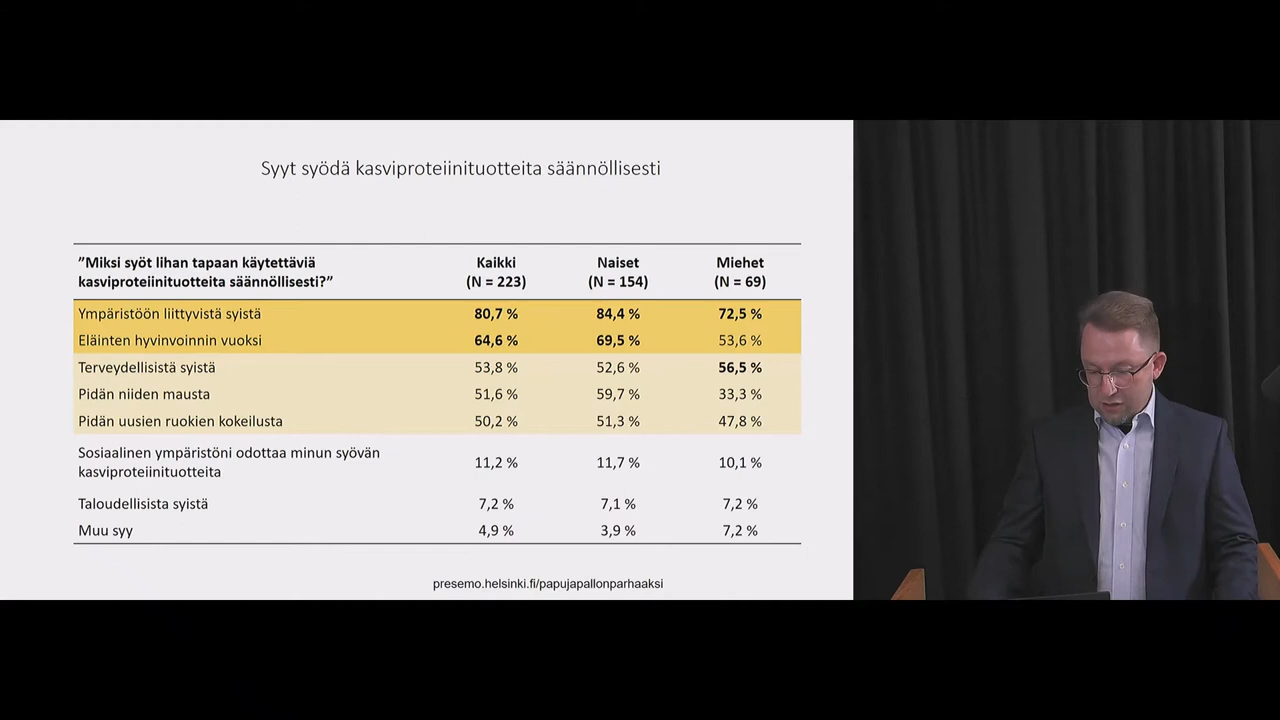 Syyt syödä kasviproteiinituotteita säännöllisesti
”Miksi syöt lihan tapaan käytettäviä kasviproteiinituotteita säännöllisesti?” Kaikki (N = 223) Naiset (N = 154) Miehet (N = 69)
Ympäristöön liittyvistä syistä 80,7 % 84,4 % 72,5 %
Eläinten hyvinvoinnin vuoksi 64,6 % 69,5 % 53,6 %
Terveydellisistä syistä 53,8 % 52,6 % 56,5 %
Pidän niiden mausta 51,6 % 59,7 % 33,3 %
Pidän uusien ruokien kokeilusta 50,2 % 51,3 % 47,8 %
Sosiaalinen ympäristöni odottaa minun syövän kasviproteiinituotteita 11,2 % 11,7 % 10,1 %
Taloudellisista syistä 7,2 % 7,1 % 7,2 %
Muu syy 4,9 % 3,9 % 7,2 %
presemo.helsinki.fi/papujapallonparhaaksi